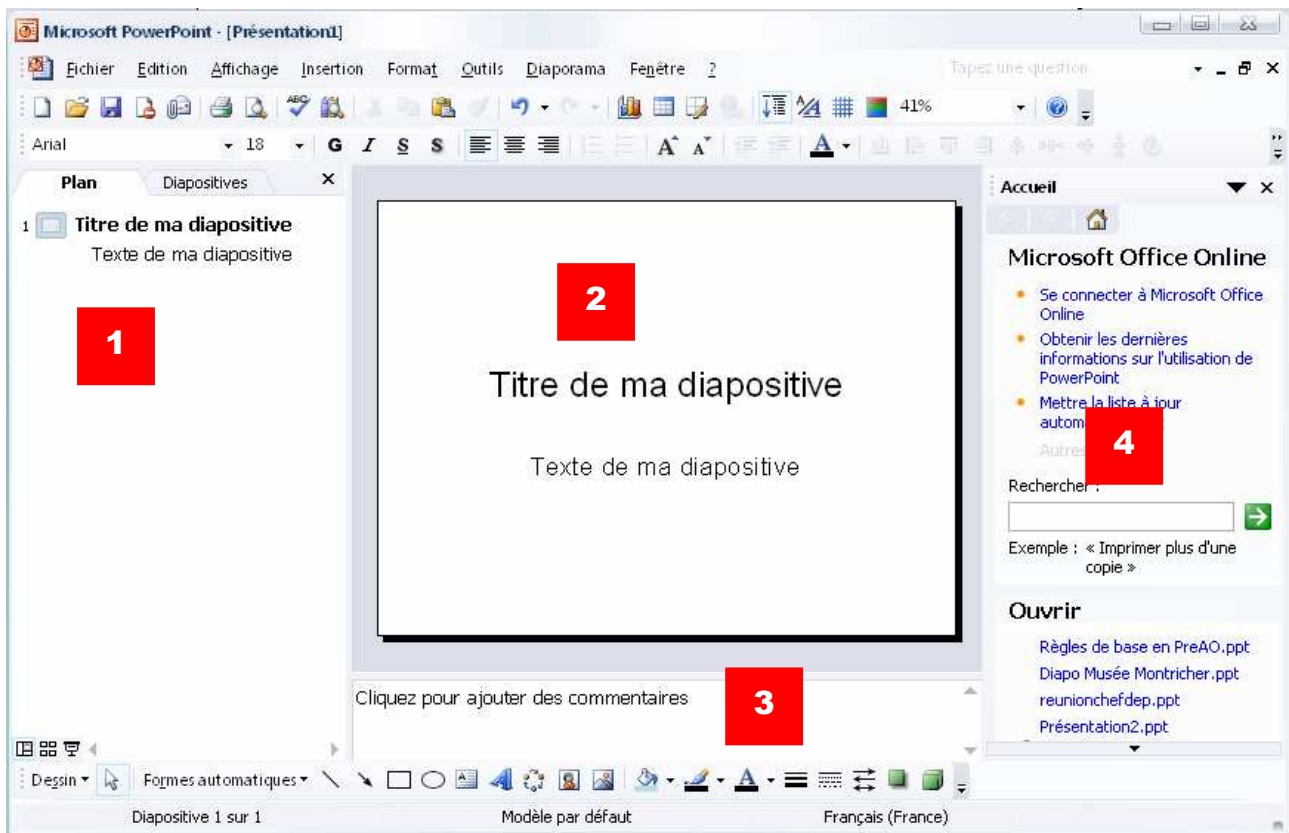 Microsoft PowerPoint - [Présentation1]
Fichier Edition Affichage Insertion Format Outils Diaporama Fenêtre ? Tapez une question
ABC 41%
Arial 18 G I S S A A A
Plan Diapositives
1 Titre de ma diapositive
Texte de ma diapositive
1
2
Titre de ma diapositive
Texte de ma diapositive
Cliquez pour ajouter des commentaires
3
Accueil
Microsoft Office Online
Se connecter à Microsoft Office
Online
Obtenir les dernières
informations sur l'utilisation de
PowerPoint
Mettre la liste à jour
Autres
4
Rechercher :
Exemple : « Imprimer plus d'une
copie »
Ouvrir
Règles de base en PreAO.ppt
Diapo Musée Montricher.ppt
reunionchefdep.ppt
Présentation2.ppt
Dessin Formes automatiques A A
Diapositive 1 sur 1 Modèle par défaut Français (France)